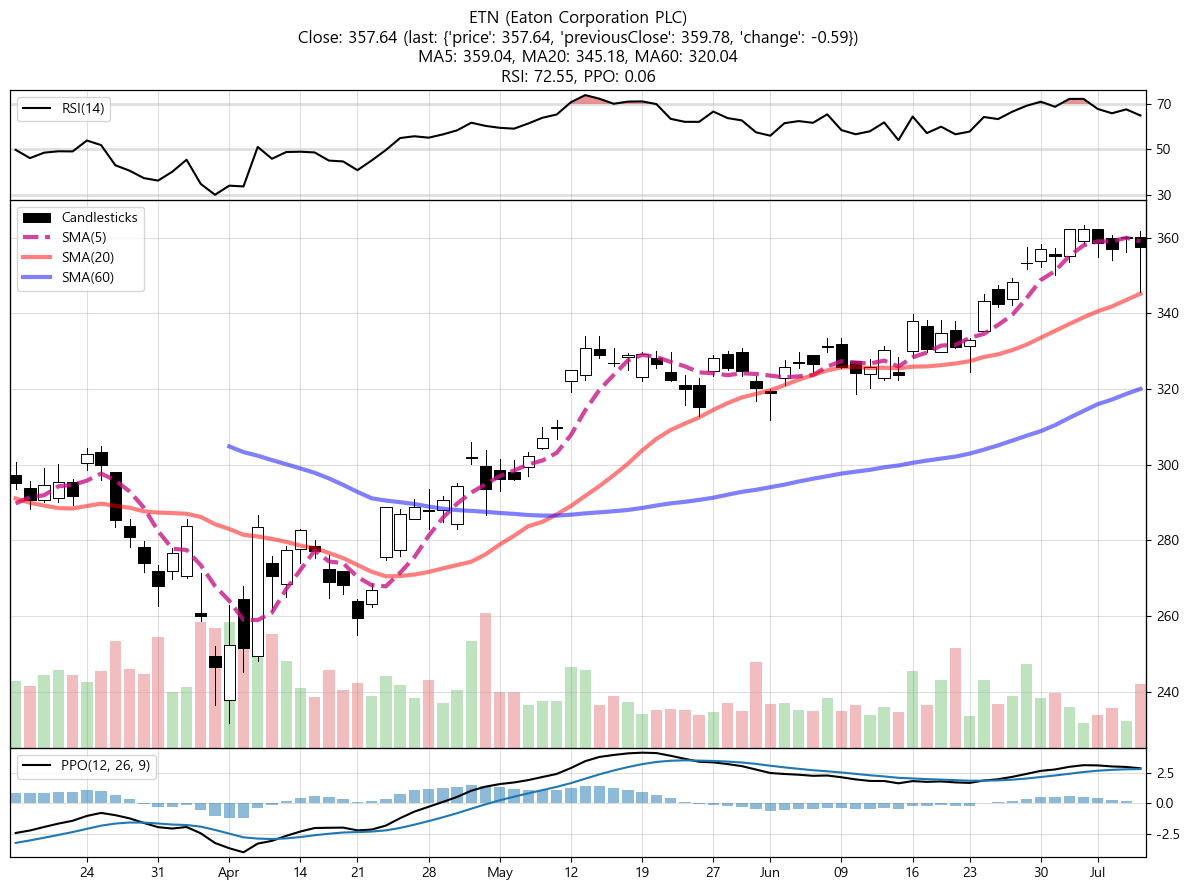 ETN (Eaton Corporation PLC)
Close: 357.64 (last: {'price': 357.64, 'previousClose': 359.78, 'change': -0.59})
MA5: 359.04, MA20: 345.18, MA60: 320.04
RSI: 72.55, PPO: 0.06
RSI(14)
70
50
30
Candlesticks
SMA(5)
SMA(20)
SMA(60)
360
340
320
300
280
260
240
PPO(12, 26, 9)
2.5
0.0
-2.5
24 31 Apr 14 21 28 May 12 19 27 Jun 09 16 23 30 Jul